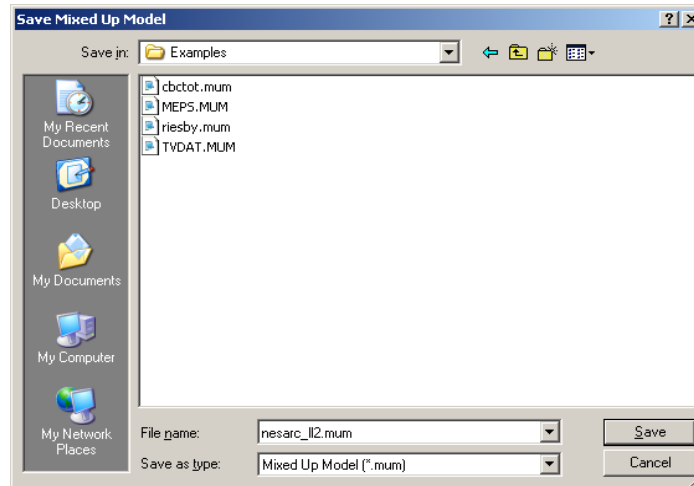 Save Mixed Up Model
Save in:
Examples
cbctot.mum
MEPS.MUM
riesby.mum
TVDAT.MUM
My Recent
Documents
Desktop
My Documents
My Computer
My Network
Places
File name:
nesarc_ll2.mum
Save
Save as type:
Mixed Up Model (*.mum)
Cancel